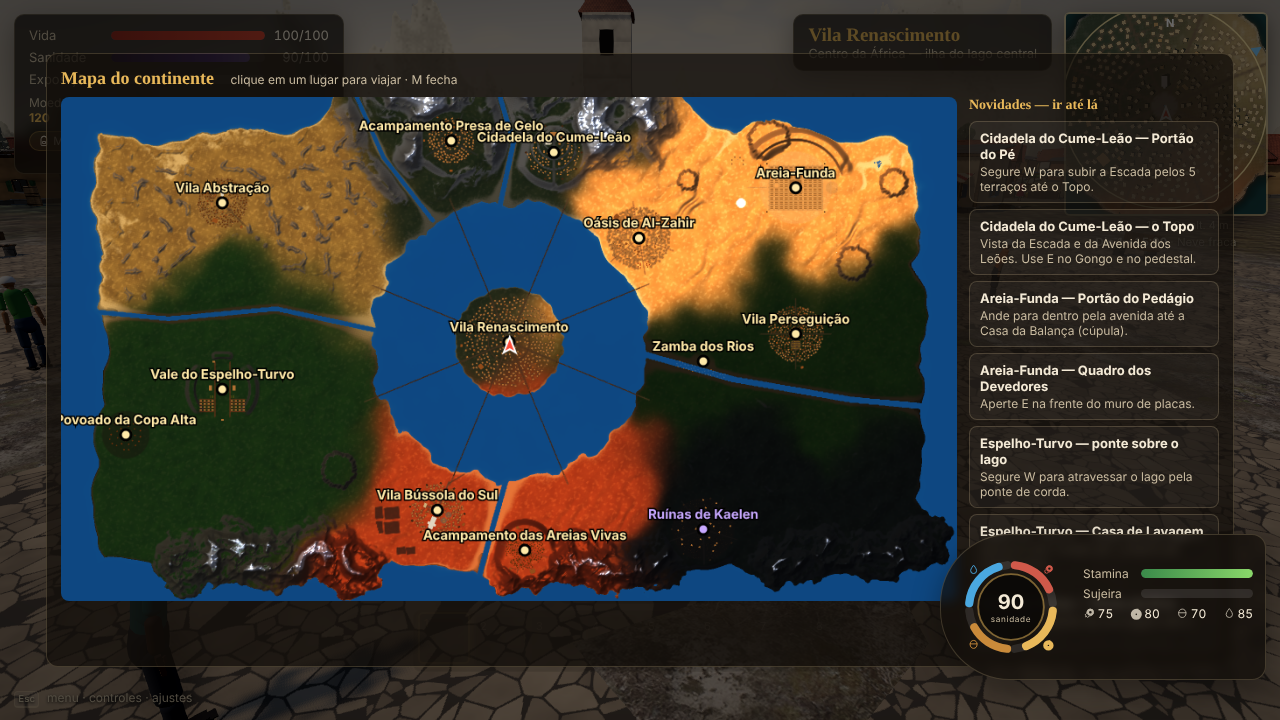 Vida 100/100
Sanidade 90/100
Vila Renascimento
Centro da África — ilha do lago central
N
Mapa do continente clique em um lugar para viajar · M fecha
Novidades — ir até lá
Acampamento Presa de Gelo
Cidadela do Cume-Leão
Vila Abstração
Areia-Funda
Oásis de Al-Zahir
Vila Renascimento
Vila Perseguição
Zamba dos Rios
Vale do Espelho-Turvo
Povoado da Copa Alta
Vila Bússola do Sul
Acampamento das Areias Vivas
Ruínas de Kaelen
Cidadela do Cume-Leão — Portão
do Pé
Segure W para subir a Escada pelos 5
terraços até o Topo.
Cidadela do Cume-Leão — o Topo
Vista da Escada e da Avenida dos
Leões. Use E no Gongo e no pedestal.
Areia-Funda — Portão do Pedágio
Ande para dentro pela avenida até a
Casa da Balança (cúpula).
Areia-Funda — Quadro dos
Devedores
Aperte E na frente do muro de placas.
Espelho-Turvo — ponte sobre o
lago
Segure W para atravessar o lago pela
ponte de corda.
Espelho-Turvo — Casa de Lavagem
90
sanidade
Stamina
Sujeira
75 80 70 85
Esc menu · controles · ajustes